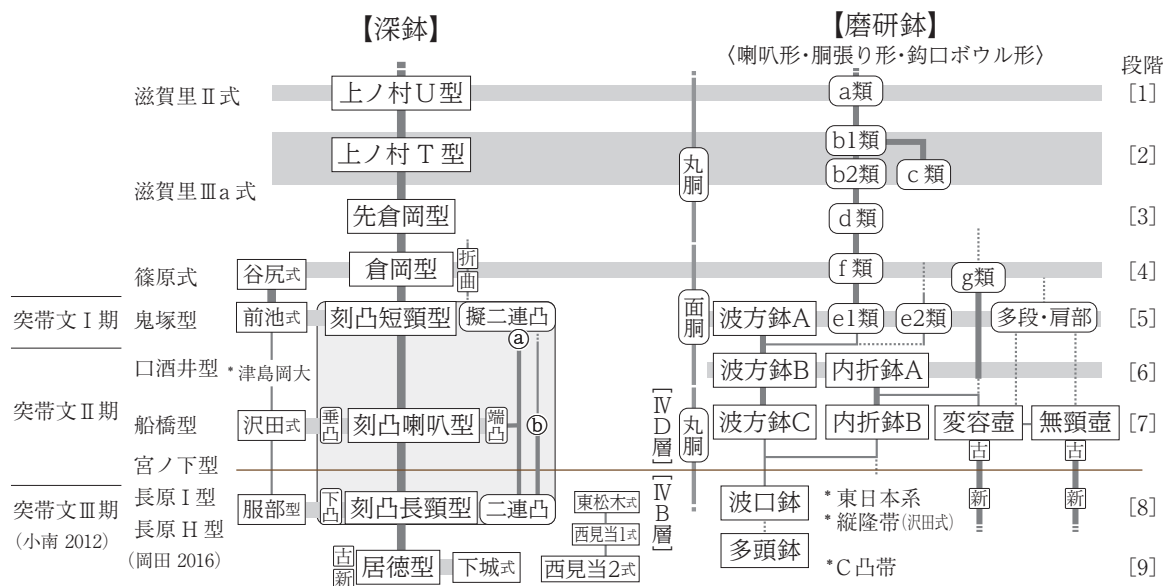 【深鉢】
【磨研鉢】
〈喇叭形・胴張り形・鈎口ボウル形〉
段階
滋賀里Ⅱ式 上ノ村U型 a類 [1]
上ノ村T型 丸胴 b1類 [2]
b2類 c類
滋賀里Ⅲa式
先倉岡型 d類 [3]
篠原式 谷尻式 倉岡型 折曲 f類 g類 [4]
突帯文Ⅰ期 鬼塚型 前池式 刻凸短頸型 擬二連凸 面胴 波方鉢A e1類 e2類 多段・肩部 [5]
ⓐ
口酒井型 *津島岡大 波方鉢B 内折鉢A [6]
突帯文Ⅱ期 船橋型 沢田式 垂凸 刻凸喇叭型 端凸 ⓑ [ⅣD層] 丸胴 波方鉢C 内折鉢B 変容壺 無頸壺 [7]
古 古
宮ノ下型
突帯文Ⅲ期 長原Ⅰ型 服部型 下凸 刻凸長頸型 二連凸 東松木式 [ⅣB層] 波口鉢 *東日本系 新 新 [8]
長原H型 西見当1式 *縦隆帯(沢田式)
(小南 2012) (岡田 2016) 古新 居徳型 下城式 西見当2式 多頭鉢 *C凸帯 [9]